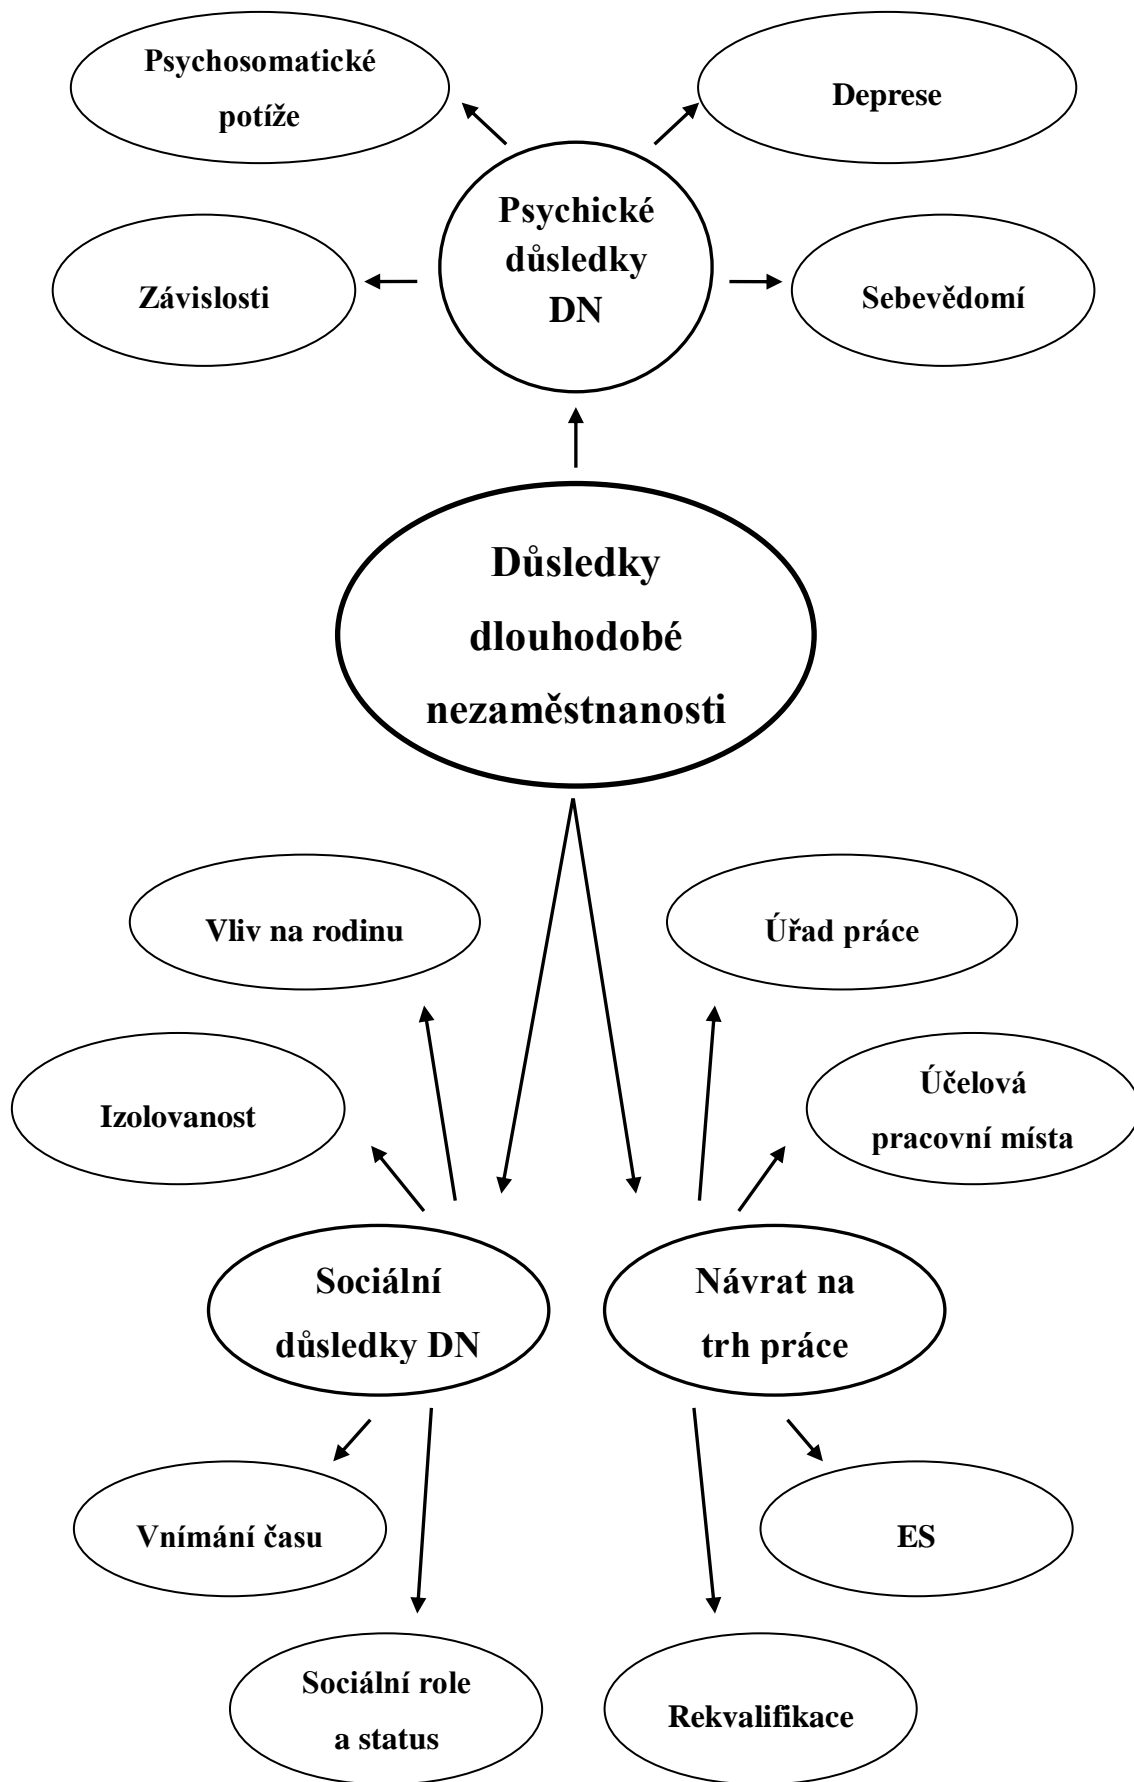 Psychosomatické
potíže
Deprese
Psychické
důsledky
DN
Závislosti
Sebevědomí
Důsledky
dlouhodobé
nezaměstnanosti
Vliv na rodinu
Úřad práce
Izolovanost
Účelová
pracovní místa
Sociální
důsledky DN
Návrat na
trh práce
Vnímání času
ES
Sociální role
a status
Rekvalifikace